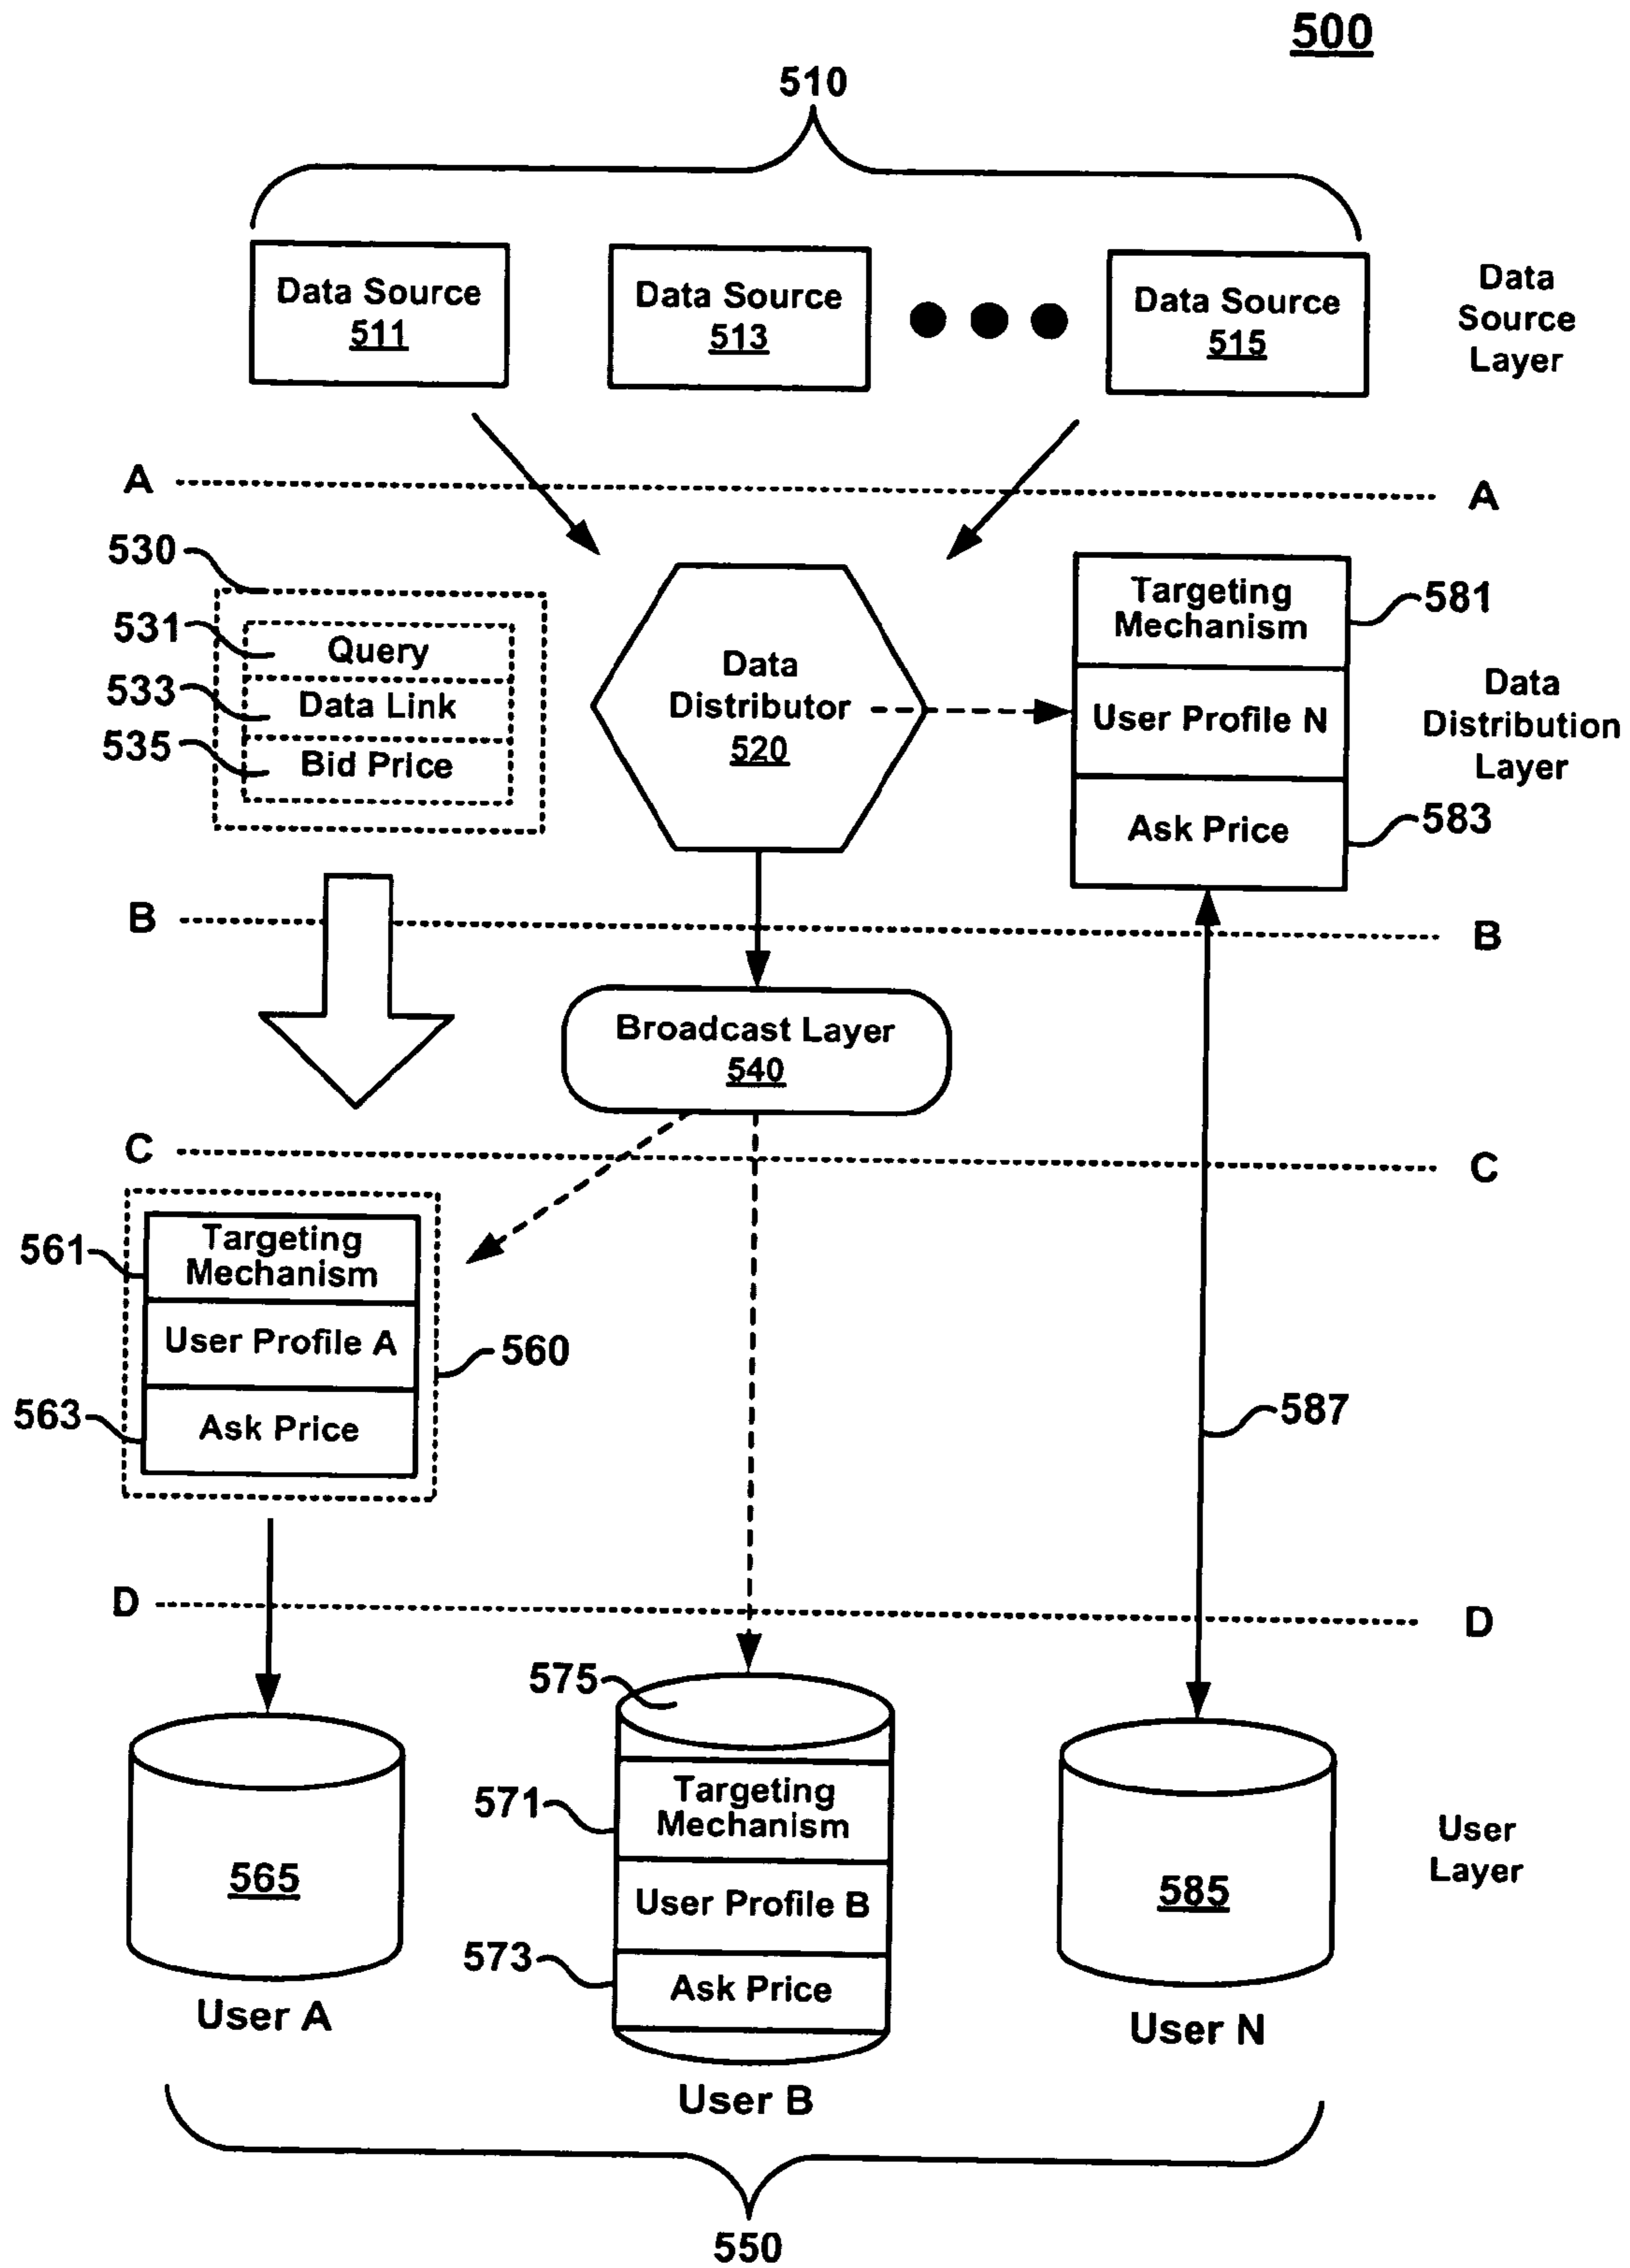 500
510
Data Source
511
Data Source
513
Data Source
515
Data
Source
Layer
A
A
530
531
Query
533
Data Link
535
Bid Price
Data
Distributor
520
Targeting
Mechanism
581
User Profile N
Ask Price
583
Data
Distribution
Layer
B
B
Broadcast Layer
540
C
C
561
Targeting
Mechanism
User Profile A
560
563
Ask Price
587
D
D
575
571
Targeting
Mechanism
User Profile B
573
Ask Price
565
585
User
Layer
User A
User B
User N
550